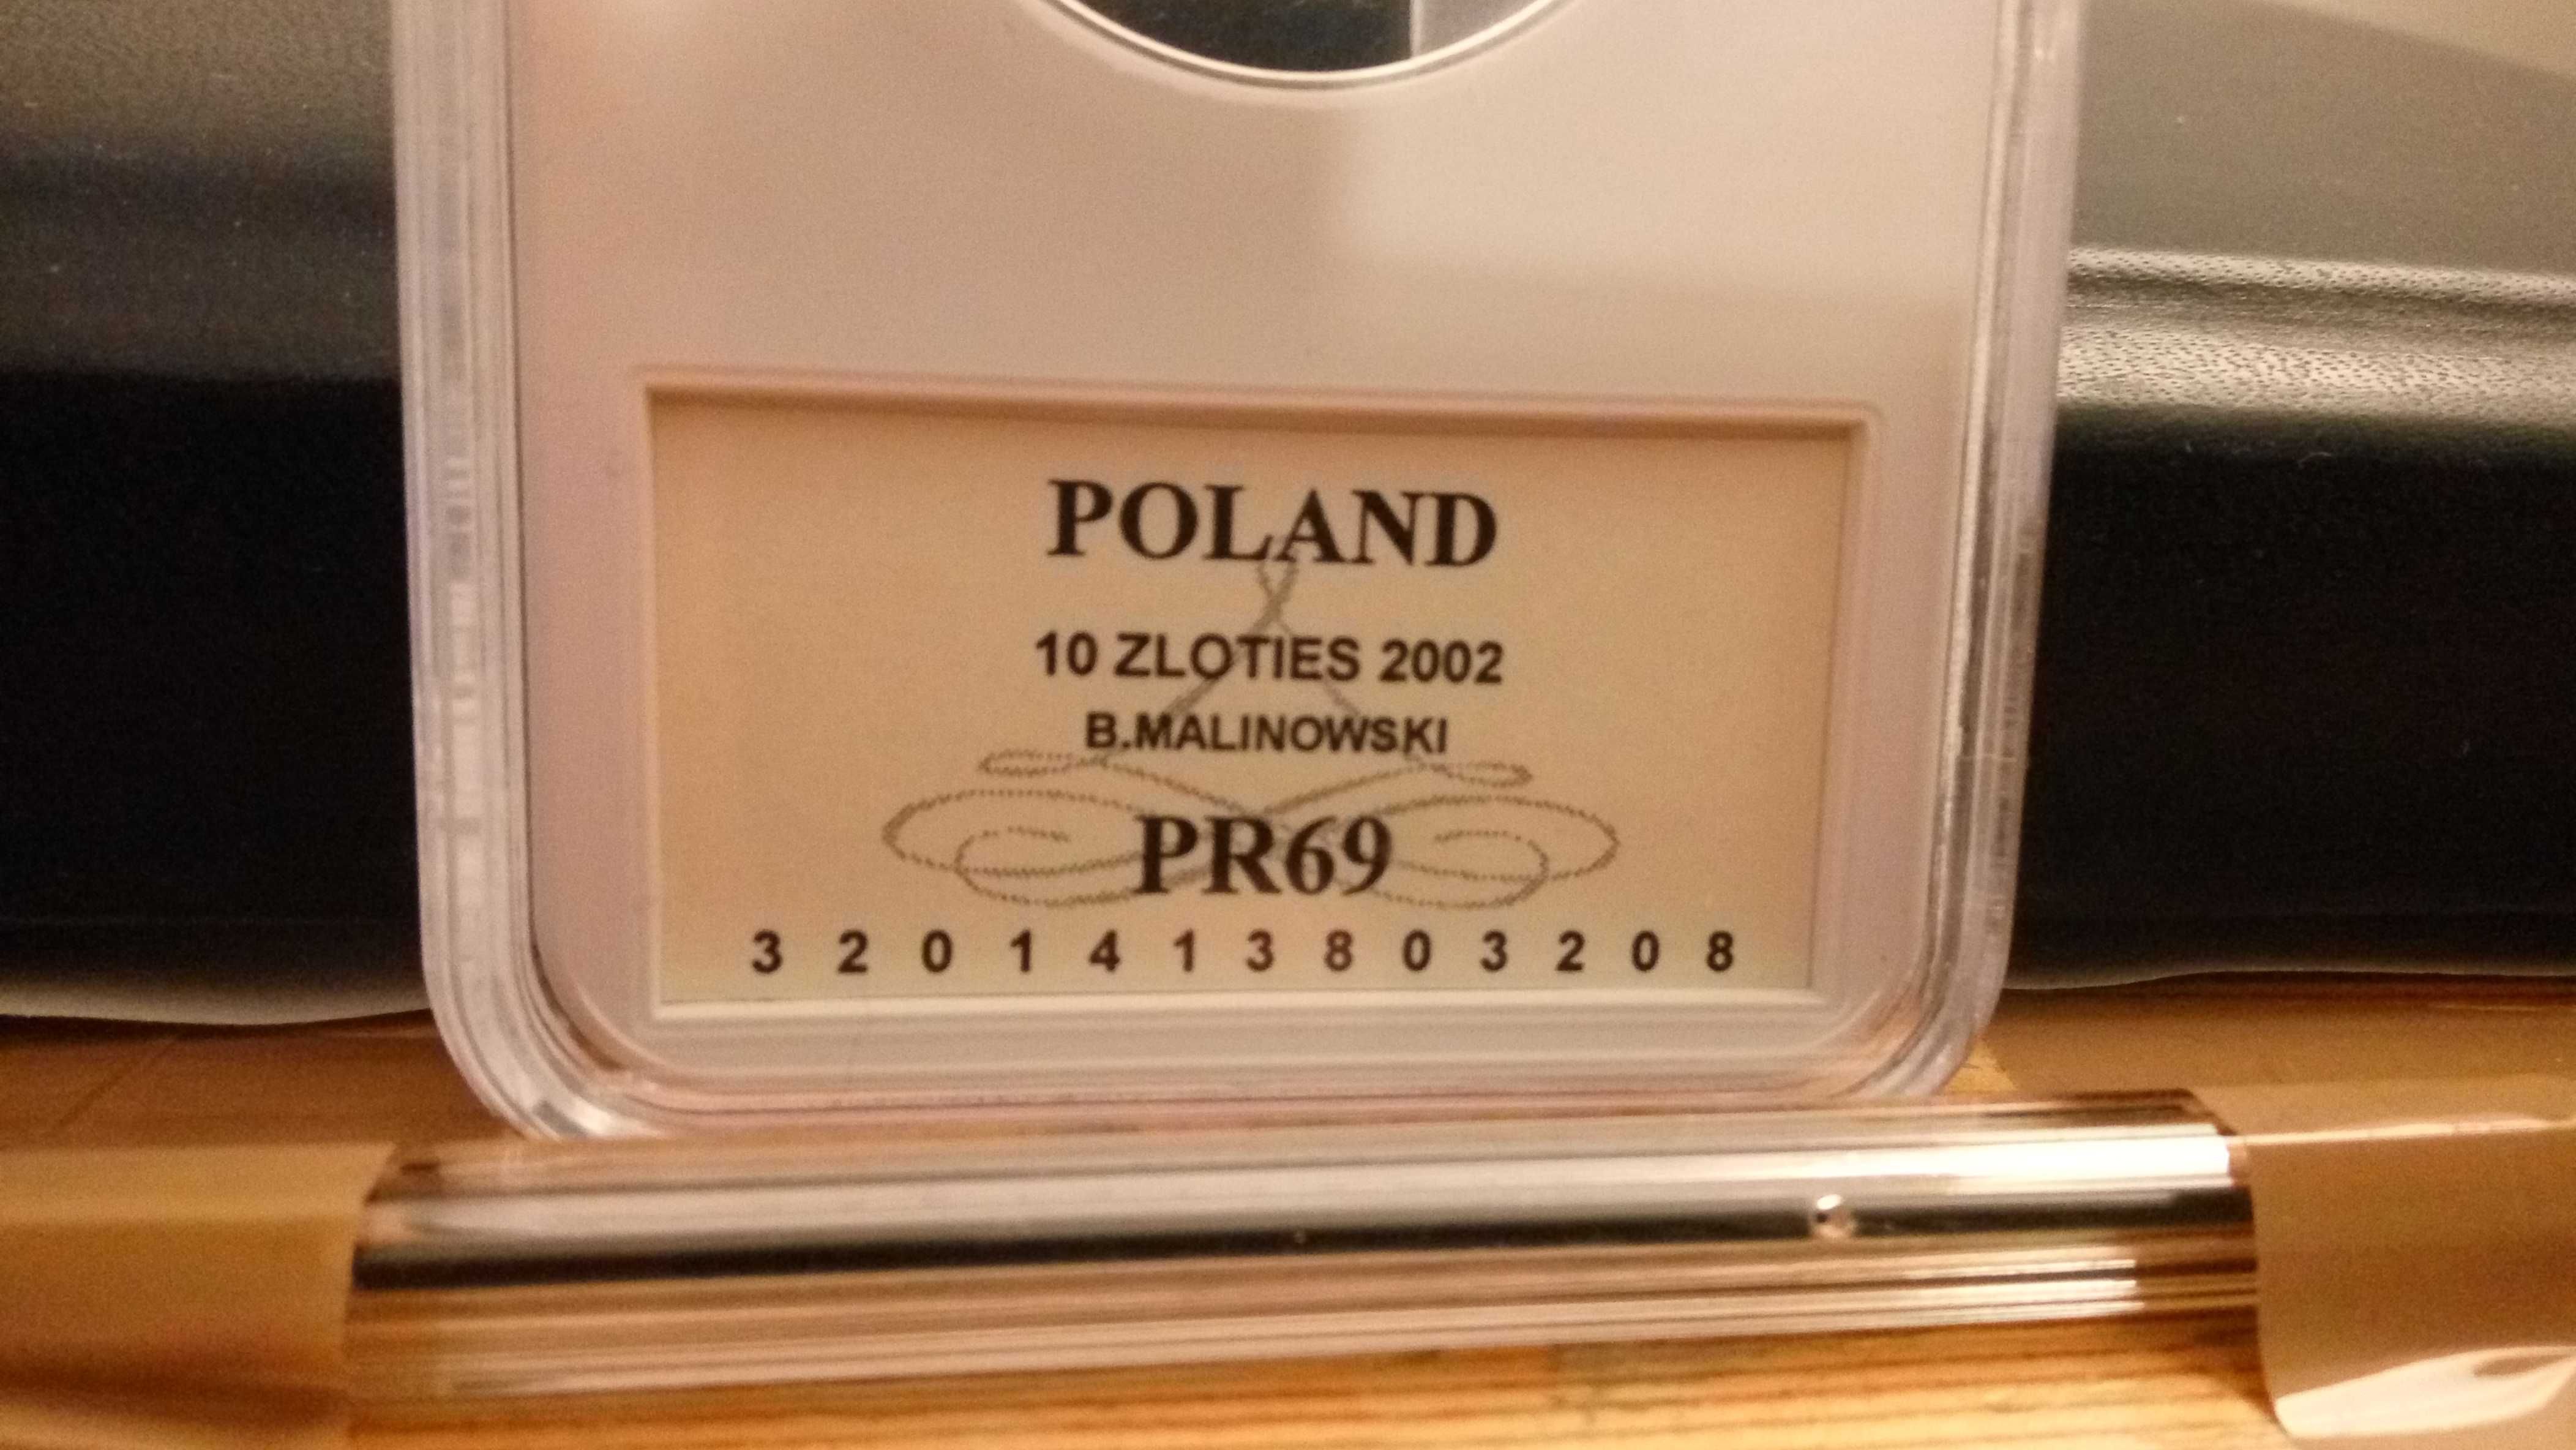 POLAND
10 ZLOTIES 2002
B.MALINOWSKI
PR69
3 2 0 1 4 1 3 8 0 3 2 0 8